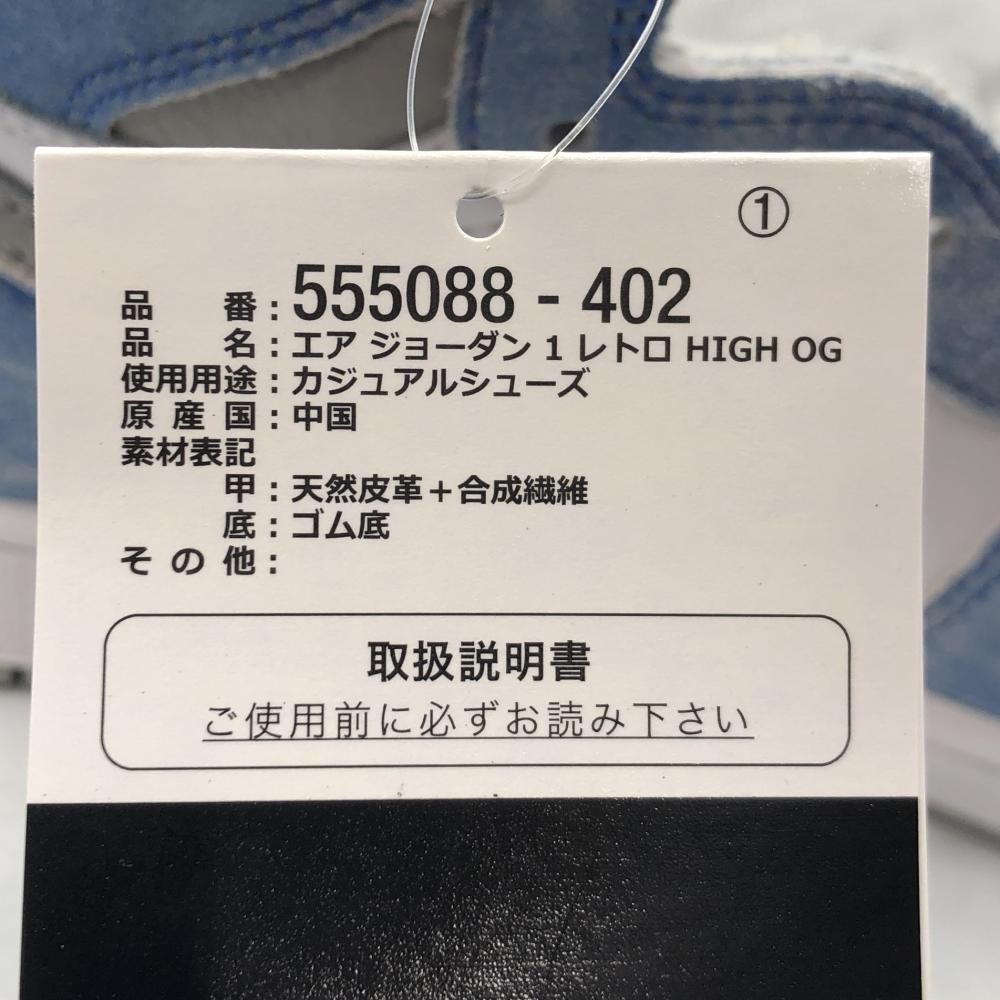 ①
品番：555088 - 402
品名：エア ジョーダン 1 レトロ HIGH OG
使用用途：カジュアルシューズ
原産国：中国
素材表記
甲：天然皮革＋合成繊維
底：ゴム底
その他：
取扱説明書
ご使用前に必ずお読み下さい